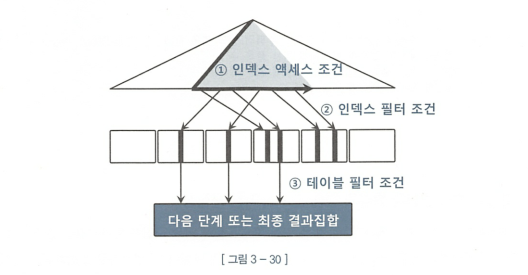 ① 인덱스 액세스 조건
② 인덱스 필터 조건
③ 테이블 필터 조건
다음 단계 또는 최종 결과집합
[ 그림 3 – 30 ]